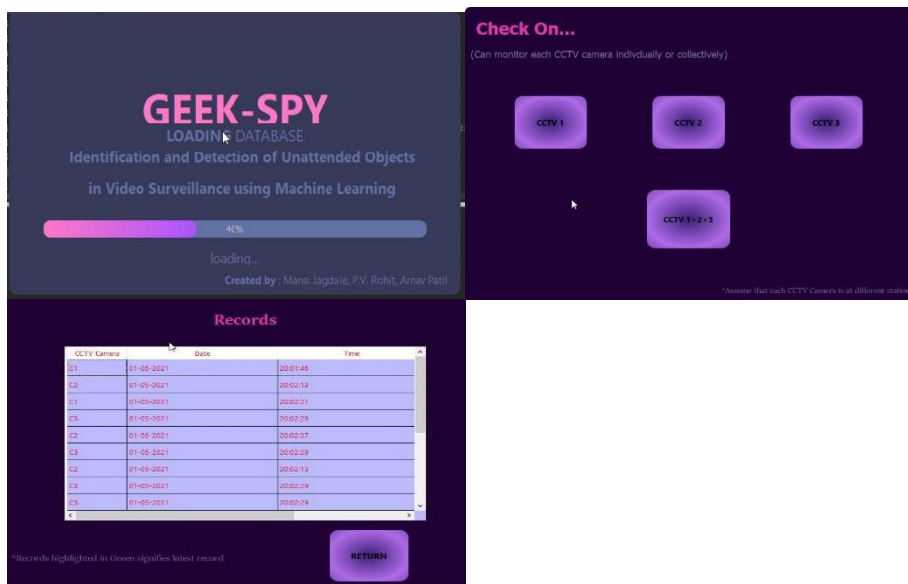 GEEK-SPY
LOADING DATABASE
Identification and Detection of Unattended Objects
in Video Surveillance using Machine Learning
40%
loading...
Created by : Mansi Jagdale, P.V. Rohit, Arnav Patil
Check On...
(Can monitor each CCTV camera indivdually or collectively)
CCTV 1
CCTV 2
CCTV 3
CCTV 1+2+3
*Assume that each CCTV Camera is at different station
Records
CCTV Camera Date Time
C1 01-05-2021 20:01:46
C2 01-05-2021 20:02:13
C1 01-05-2021 20:02:21
C3 01-05-2021 20:02:29
C2 01-05-2021 20:02:37
C3 01-05-2021 20:02:29
C2 01-05-2021 20:02:13
C3 01-05-2021 20:02:29
C3 01-05-2021 20:02:29
*Records highlighted in Green signifies latest record
RETURN